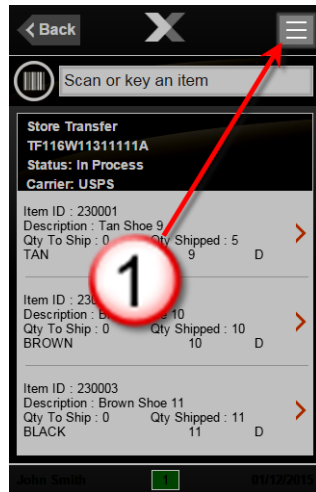 Back
X
Scan or key an item
Store Transfer
TF116W11311111A
Status: In Process
Carrier: USPS
Item ID : 230001
Description : Tan Shoe 9
Qty To Ship : 0 Qty Shipped : 5
TAN 9 D
1
Item ID :
Description : Shoe 10
Qty To Ship : 0 Qty Shipped : 10
BROWN 10 D
Item ID : 230003
Description : Brown Shoe 11
Qty To Ship : 0 Qty Shipped : 11
BLACK 11 D
John Smith 1 01/12/2015